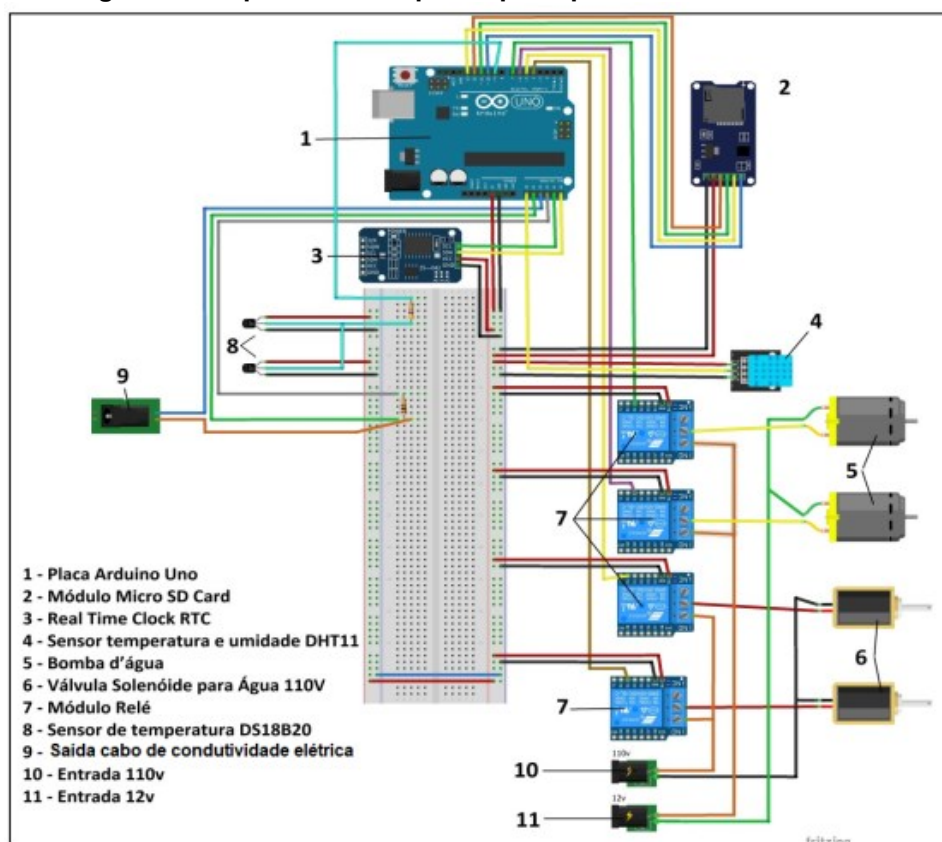 2
1
UNO
3
4
8
9
5
7
1 - Placa Arduino Uno
2 - Módulo Micro SD Card
3 - Real Time Clock RTC
4 - Sensor temperatura e umidade DHT11
5 - Bomba d'água
6 - Válvula Solenóide para Água 110V
7 - Módulo Relé
8 - Sensor de temperatura DS18B20
9 - Saida cabo de condutividade elétrica
10 - Entrada 110v
11 - Entrada 12v
6
7
110v
10
12v
11